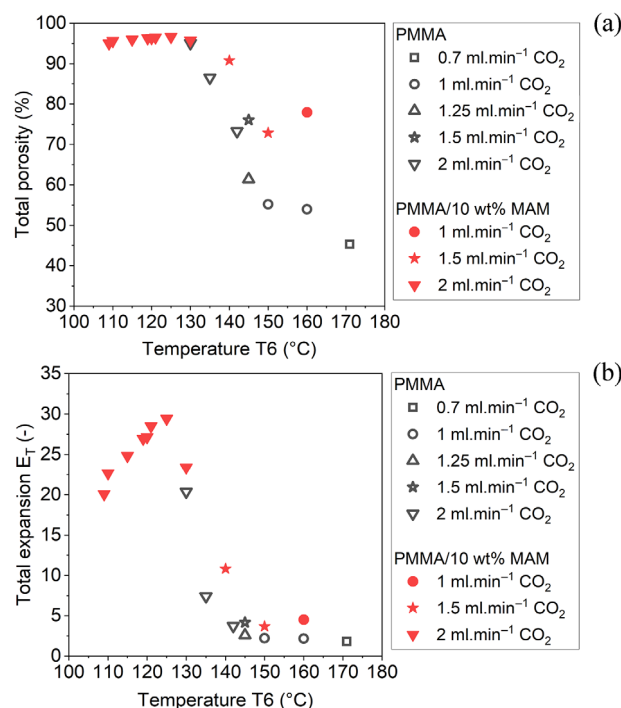 (a)
100
90
80
70
60
50
40
30
Total porosity (%)
100 110 120 130 140 150 160 170 180
Temperature T6 (°C)
PMMA
0.7 ml.min⁻¹ CO₂
1 ml.min⁻¹ CO₂
1.25 ml.min⁻¹ CO₂
1.5 ml.min⁻¹ CO₂
2 ml.min⁻¹ CO₂
PMMA/10 wt% MAM
1 ml.min⁻¹ CO₂
1.5 ml.min⁻¹ CO₂
2 ml.min⁻¹ CO₂
(b)
35
30
25
20
15
10
5
0
Total expansion E_T (-)
100 110 120 130 140 150 160 170 180
Temperature T6 (°C)
PMMA
0.7 ml.min⁻¹ CO₂
1 ml.min⁻¹ CO₂
1.25 ml.min⁻¹ CO₂
1.5 ml.min⁻¹ CO₂
2 ml.min⁻¹ CO₂
PMMA/10 wt% MAM
1 ml.min⁻¹ CO₂
1.5 ml.min⁻¹ CO₂
2 ml.min⁻¹ CO₂